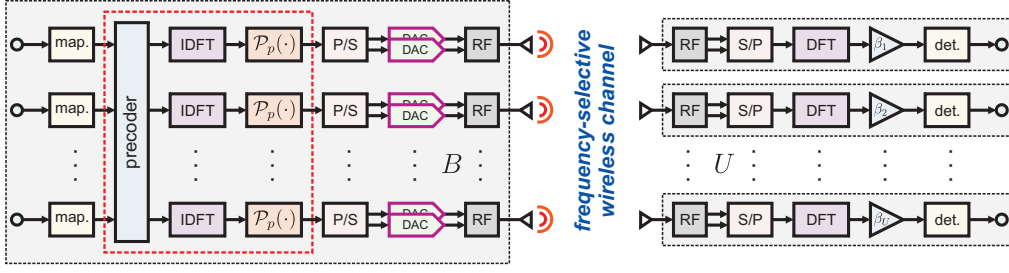 map. precoder IDFT 𝒫ₚ(·) P/S DAC DAC RF
map. IDFT 𝒫ₚ(·) P/S DAC DAC RF
B
map. IDFT 𝒫ₚ(·) P/S DAC DAC RF
frequency-selective
wireless channel
RF S/P DFT β₁ det.
RF S/P DFT β₂ det.
U
RF S/P DFT β_U det.